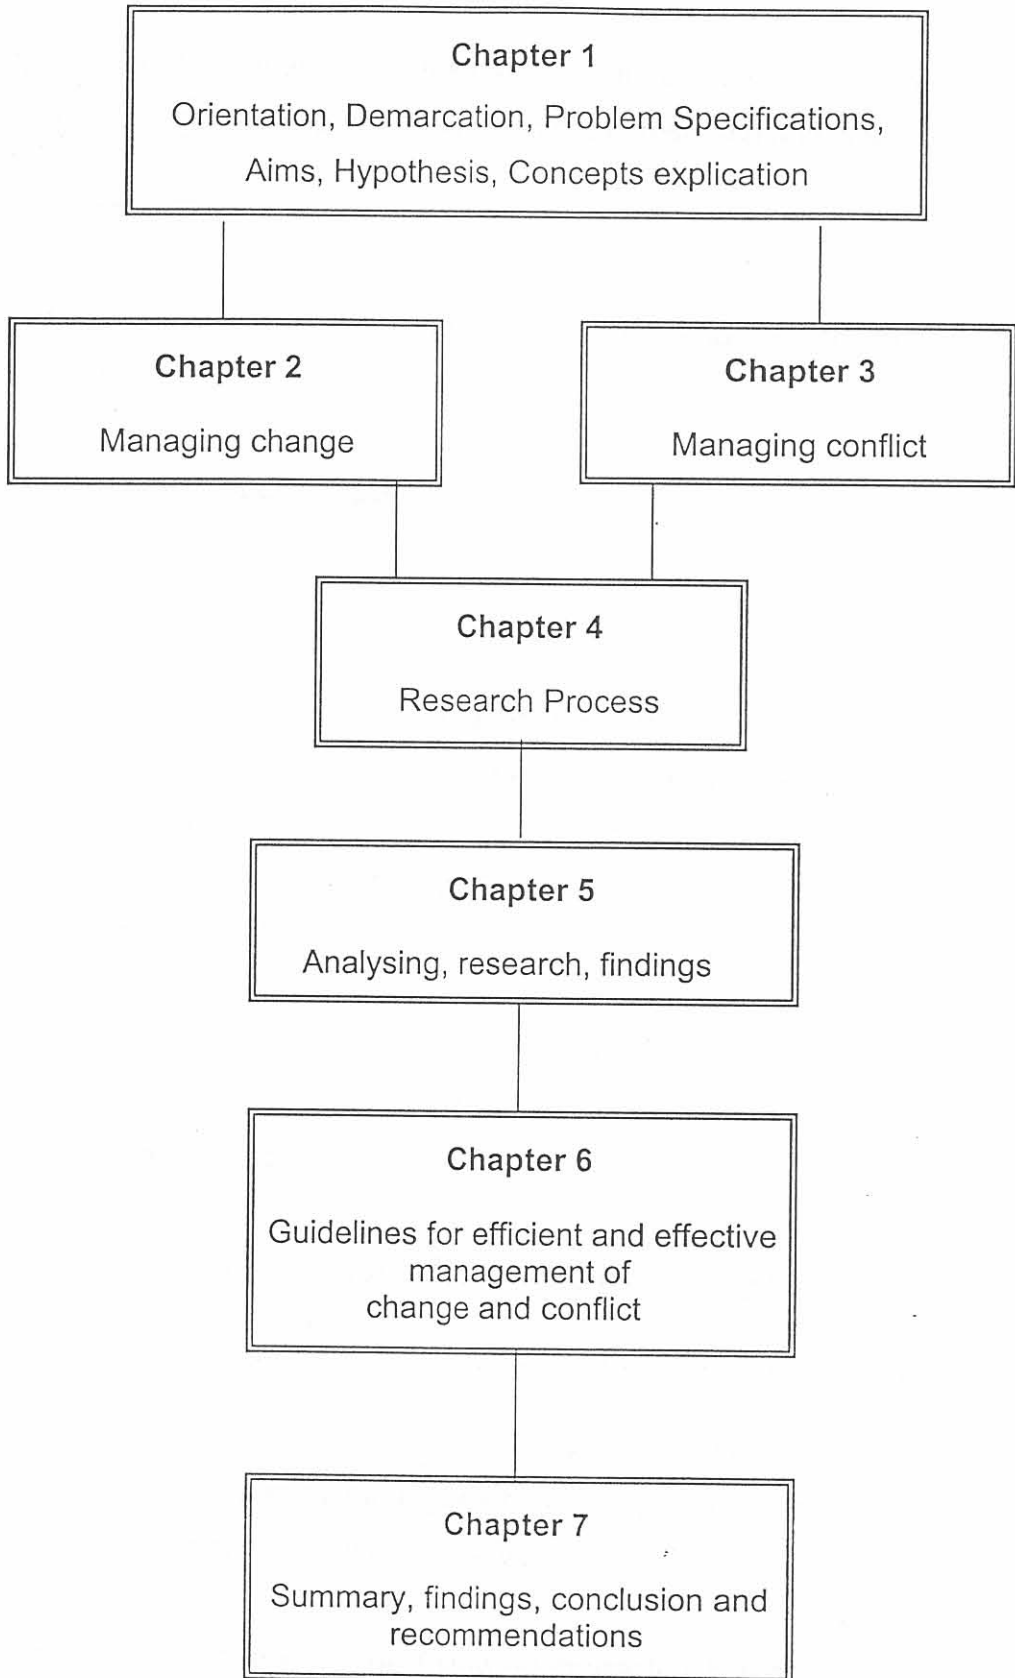 Chapter 1
Orientation, Demarcation, Problem Specifications,
Aims, Hypothesis, Concepts explication
Chapter 2
Managing change
Chapter 3
Managing conflict
Chapter 4
Research Process
Chapter 5
Analysing, research, findings
Chapter 6
Guidelines for efficient and effective
management of
change and conflict
Chapter 7
Summary, findings, conclusion and
recommendations